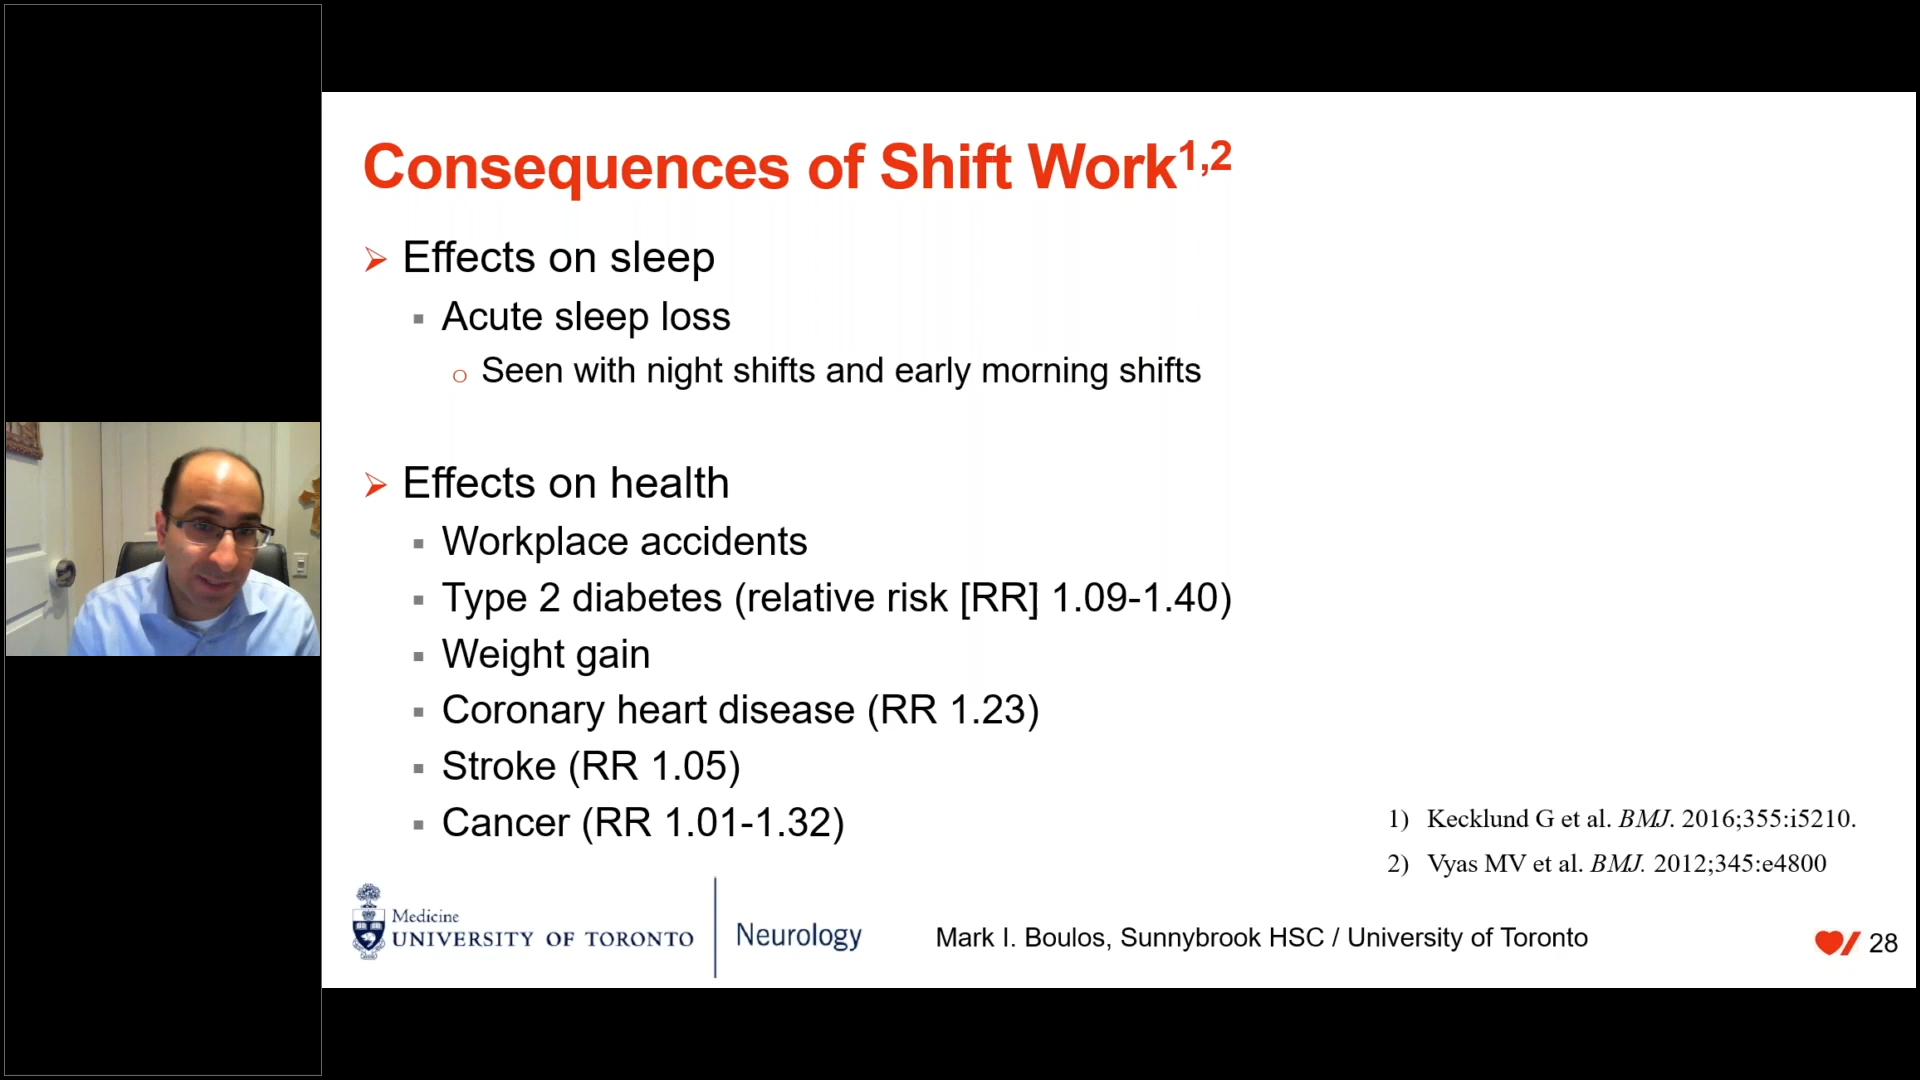 Consequences of Shift Work1,2
Effects on sleep
Acute sleep loss
Seen with night shifts and early morning shifts
Effects on health
Workplace accidents
Type 2 diabetes (relative risk [RR] 1.09-1.40)
Weight gain
Coronary heart disease (RR 1.23)
Stroke (RR 1.05)
Cancer (RR 1.01-1.32)
1) Kecklund G et al. BMJ. 2016;355:i5210.
2) Vyas MV et al. BMJ. 2012;345:e4800
Medicine
UNIVERSITY OF TORONTO
Neurology
Mark I. Boulos, Sunnybrook HSC / University of Toronto
28